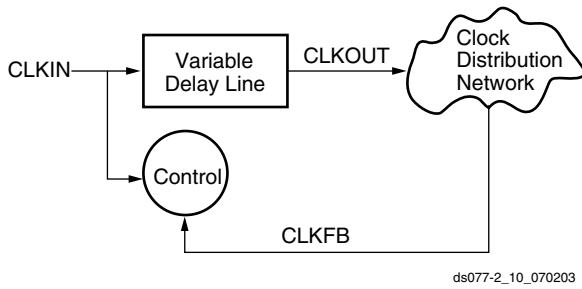 CLKIN
Variable
Delay Line
CLKOUT
Clock
Distribution
Network
Control
CLKFB
ds077-2_10_070203